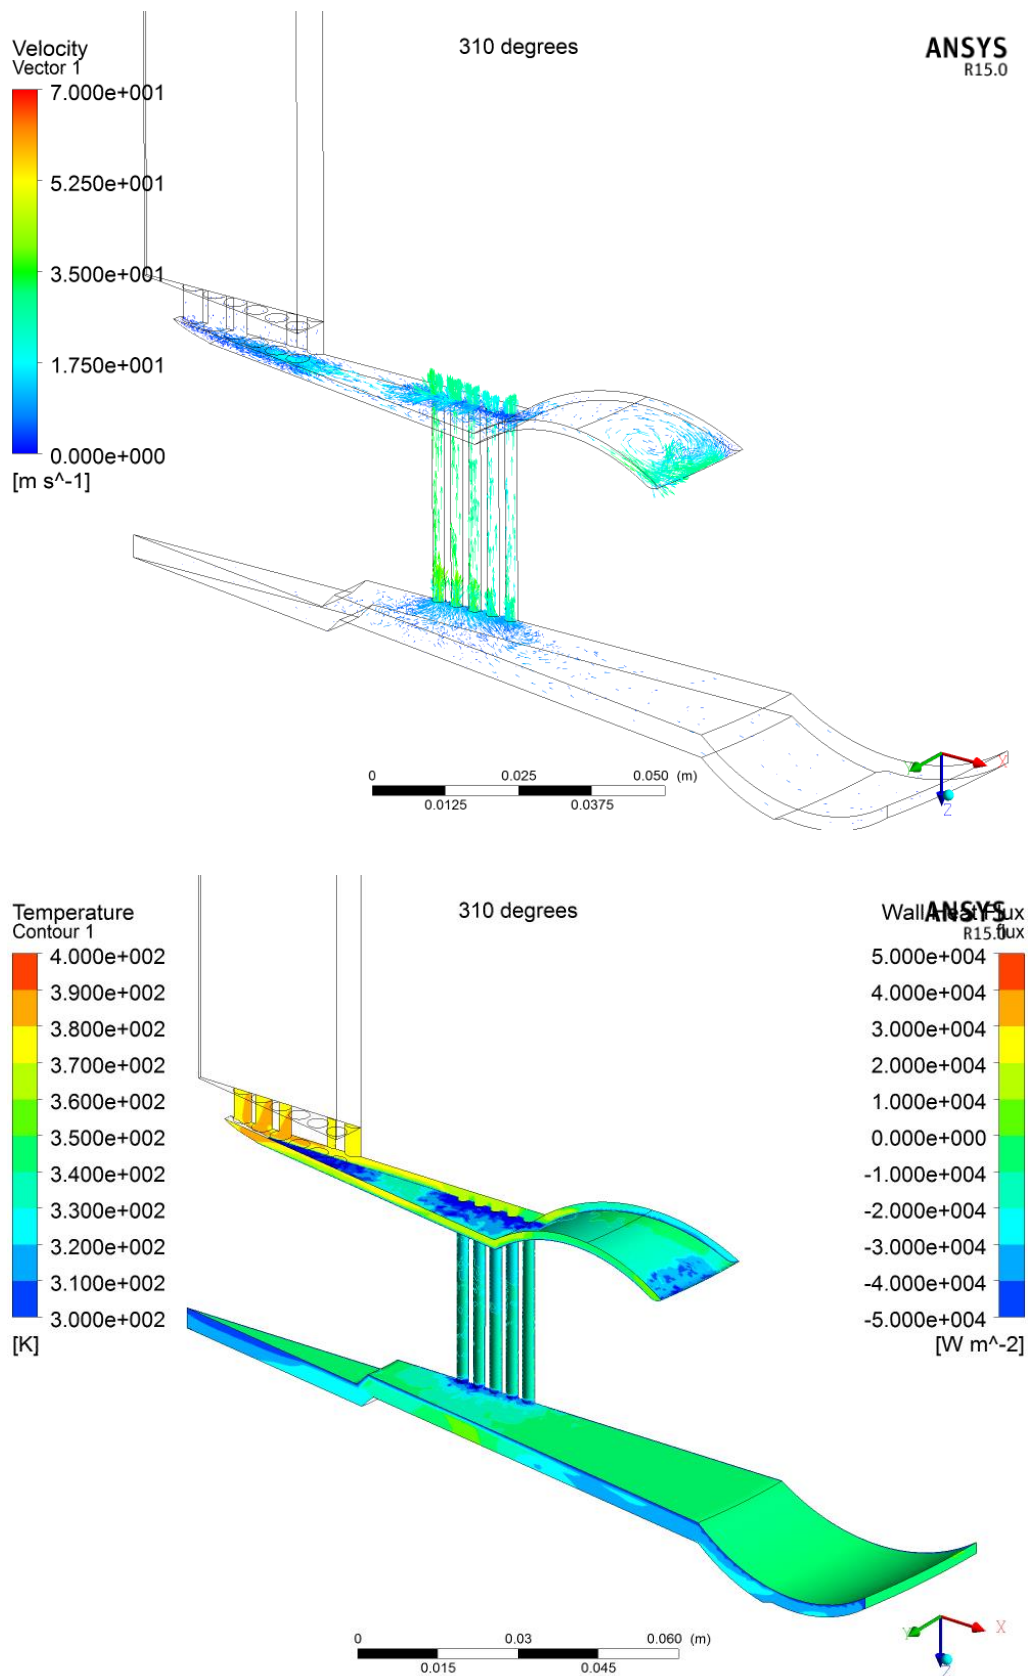 Velocity
Vector 1
310 degrees
ANSYS
R15.0
7.000e+001
5.250e+001
3.500e+001
1.750e+001
0.000e+000
[m s^-1]
0 0.025 0.050 (m)
0.0125 0.0375
Y X
Z
Temperature
Contour 1
310 degrees
Wall Heat Flux
flux
ANSYS
R15.0
4.000e+002
3.900e+002
3.800e+002
3.700e+002
3.600e+002
3.500e+002
3.400e+002
3.300e+002
3.200e+002
3.100e+002
3.000e+002
[K]
5.000e+004
4.000e+004
3.000e+004
2.000e+004
1.000e+004
0.000e+000
-1.000e+004
-2.000e+004
-3.000e+004
-4.000e+004
-5.000e+004
[W m^-2]
0 0.03 0.060 (m)
0.015 0.045
Y X
Z